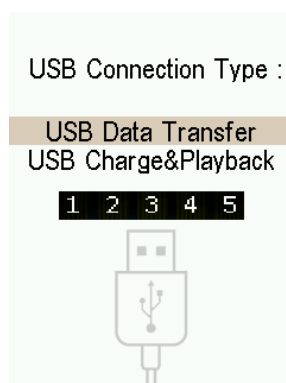 USB Connection Type :
USB Data Transfer
USB Charge&Playback
1 2 3 4 5